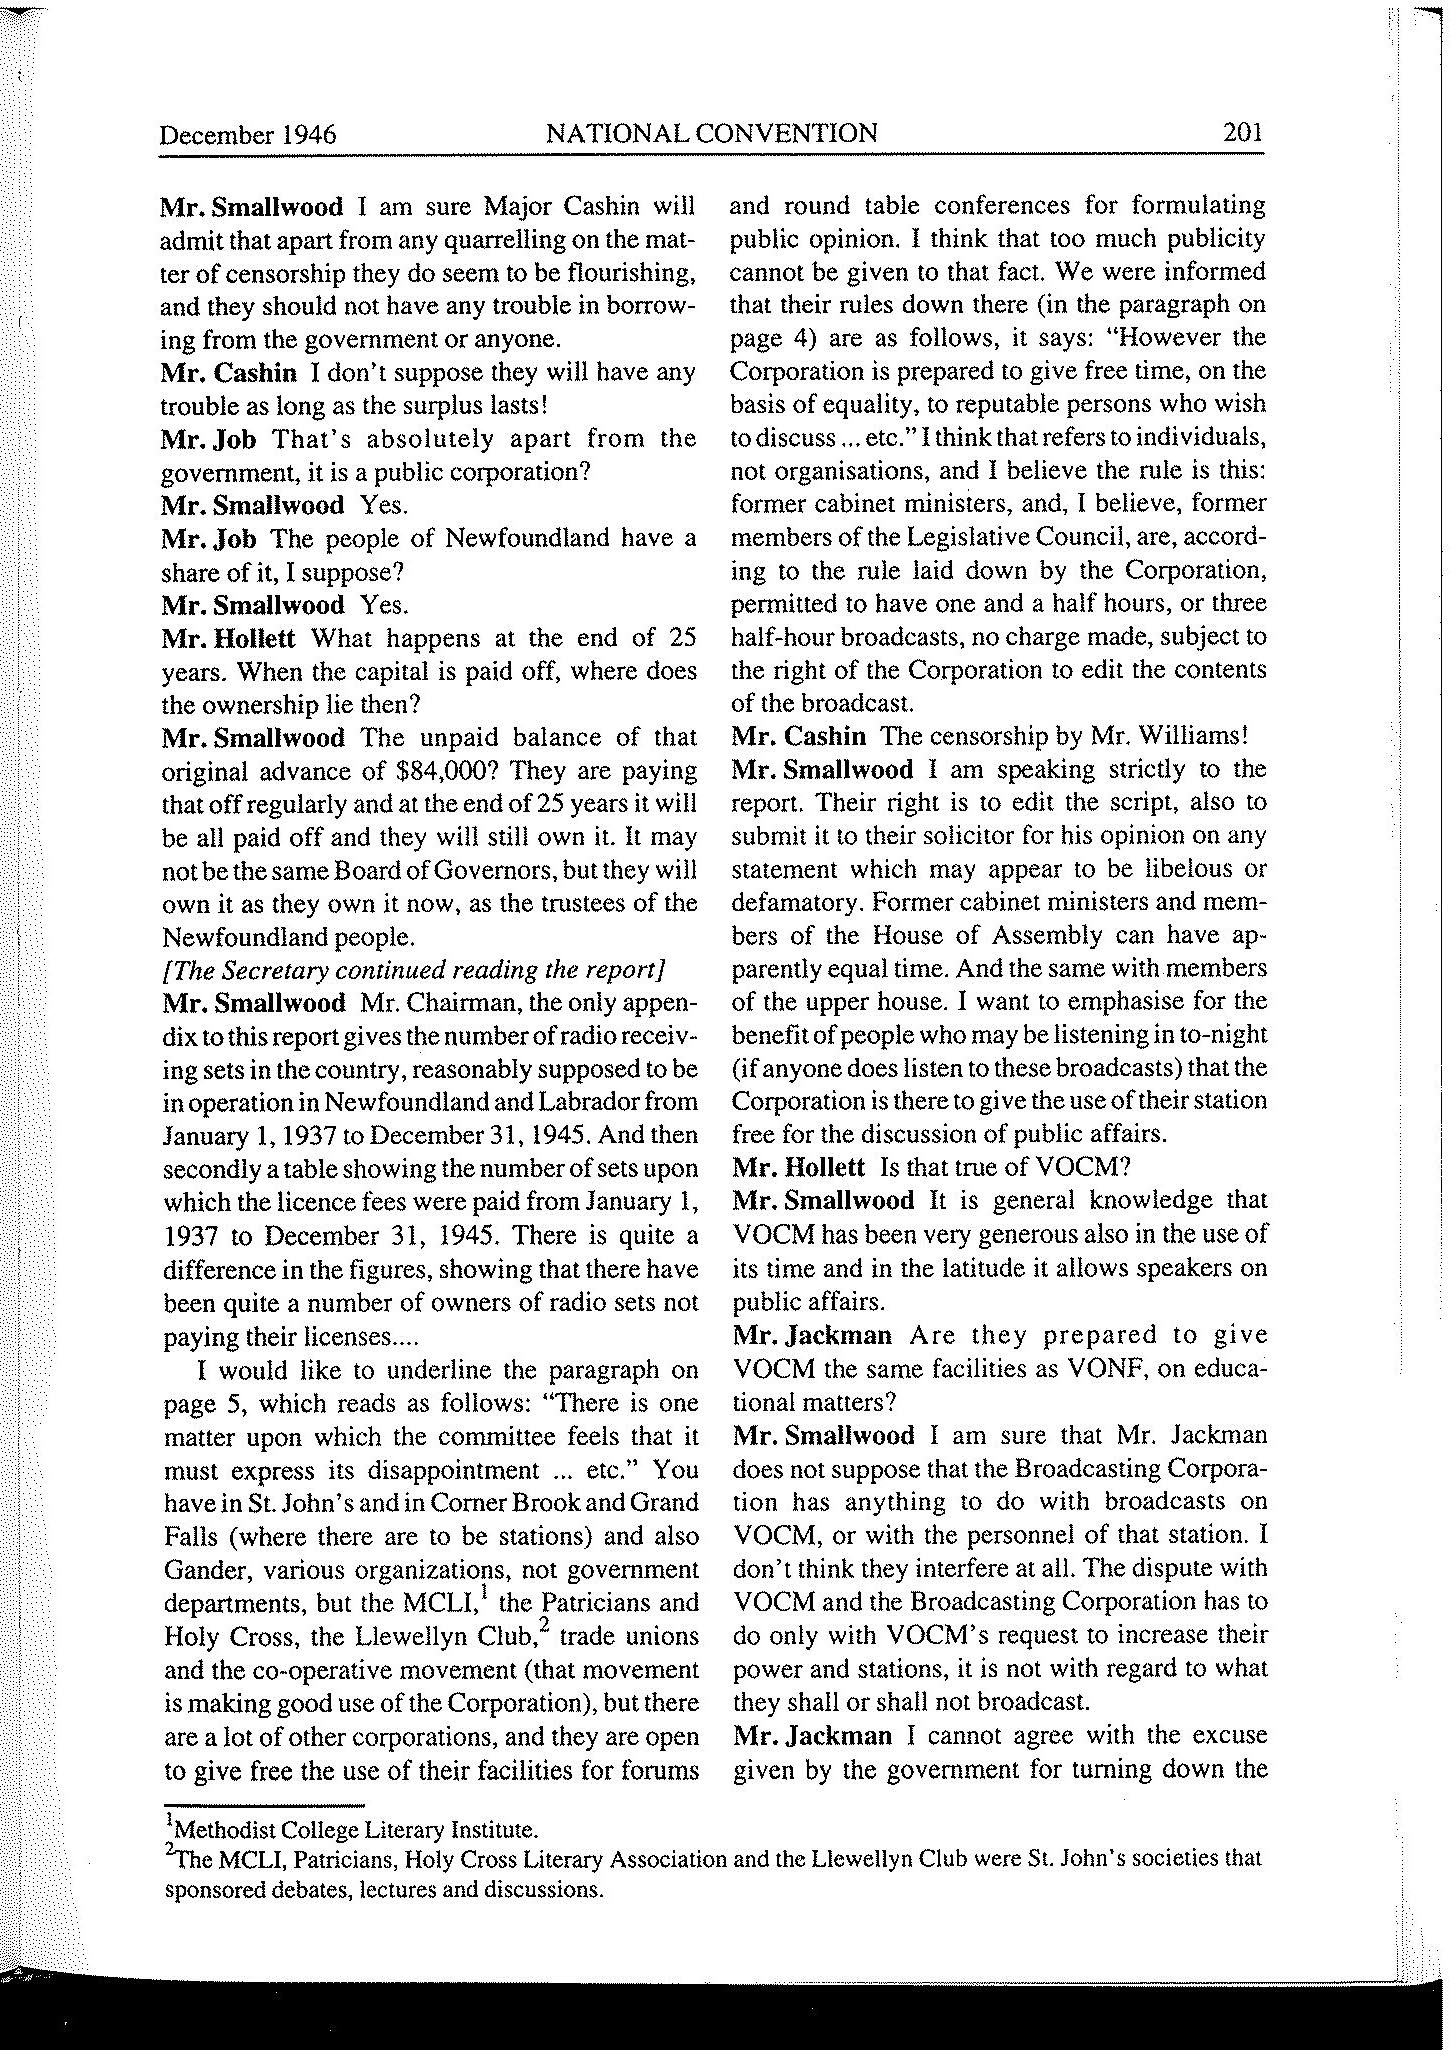 December 1946
NATIONAL CONVENTION
201
Mr. Smallwood I am sure Major Cashin will
admit that apart from any quarrelling on the mat-
ter of censorship they do seem to be flourishing,
and they should not have any trouble in borrow-
ing from the government or anyone.
Mr. Cashin I don't suppose they will have any
trouble as long as the surplus lasts!
Mr. Job That's absolutely apart from the
government, it is a public corporation?
Mr. Smallwood Yes.
Mr. Job The people of Newfoundland have a
share of it, I suppose?
Mr. Smallwood Yes.
Mr. Hollett What happens at the end of 25
years. When the capital is paid off, where does
the ownership lie then?
Mr. Smallwood The unpaid balance of that
original advance of $84,000? They are paying
that off regularly and at the end of 25 years it will
be all paid off and they will still own it. It may
not be the same Board of Governors, but they will
own it as they own it now, as the trustees of the
Newfoundland people.
[The Secretary continued reading the report]
Mr. Smallwood Mr. Chairman, the only appen-
dix to this report gives the number of radio receiv-
ing sets in the country, reasonably supposed to be
in operation in Newfoundland and Labrador from
January 1, 1937 to December 31, 1945. And then
secondly a table showing the number of sets upon
which the licence fees were paid from January 1,
1937 to December 31, 1945. There is quite a
difference in the figures, showing that there have
been quite a number of owners of radio sets not
paying their licenses....
I would like to underline the paragraph on
page 5, which reads as follows: "There is one
matter upon which the committee feels that it
must express its disappointment ... etc." You
have in St. John's and in Corner Brook and Grand
Falls (where there are to be stations) and also
Gander, various organizations, not government
departments, but the MCLI,¹ the Patricians and
Holy Cross, the Llewellyn Club,² trade unions
and the co-operative movement (that movement
is making good use of the Corporation), but there
are a lot of other corporations, and they are open
to give free the use of their facilities for forums
and round table conferences for formulating
public opinion. I think that too much publicity
cannot be given to that fact. We were informed
that their rules down there (in the paragraph on
page 4) are as follows, it says: "However the
Corporation is prepared to give free time, on the
basis of equality, to reputable persons who wish
to discuss ... etc." I think that refers to individuals,
not organisations, and I believe the rule is this:
former cabinet ministers, and, I believe, former
members of the Legislative Council, are, accord-
ing to the rule laid down by the Corporation,
permitted to have one and a half hours, or three
half-hour broadcasts, no charge made, subject to
the right of the Corporation to edit the contents
of the broadcast.
Mr. Cashin The censorship by Mr. Williams!
Mr. Smallwood I am speaking strictly to the
report. Their right is to edit the script, also to
submit it to their solicitor for his opinion on any
statement which may appear to be libelous or
defamatory. Former cabinet ministers and mem-
bers of the House of Assembly can have ap-
parently equal time. And the same with members
of the upper house. I want to emphasise for the
benefit of people who may be listening in to-night
(if anyone does listen to these broadcasts) that the
Corporation is there to give the use of their station
free for the discussion of public affairs.
Mr. Hollett Is that true of VOCM?
Mr. Smallwood It is general knowledge that
VOCM has been very generous also in the use of
its time and in the latitude it allows speakers on
public affairs.
Mr. Jackman Are they prepared to give
VOCM the same facilities as VONF, on educa-
tional matters?
Mr. Smallwood I am sure that Mr. Jackman
does not suppose that the Broadcasting Corpora-
tion has anything to do with broadcasts on
VOCM, or with the personnel of that station. I
don't think they interfere at all. The dispute with
VOCM and the Broadcasting Corporation has to
do only with VOCM's request to increase their
power and stations, it is not with regard to what
they shall or shall not broadcast.
Mr. Jackman I cannot agree with the excuse
given by the government for turning down the
¹Methodist College Literary Institute.
²The MCLI, Patricians, Holy Cross Literary Association and the Llewellyn Club were St. John's societies that
sponsored debates, lectures and discussions.